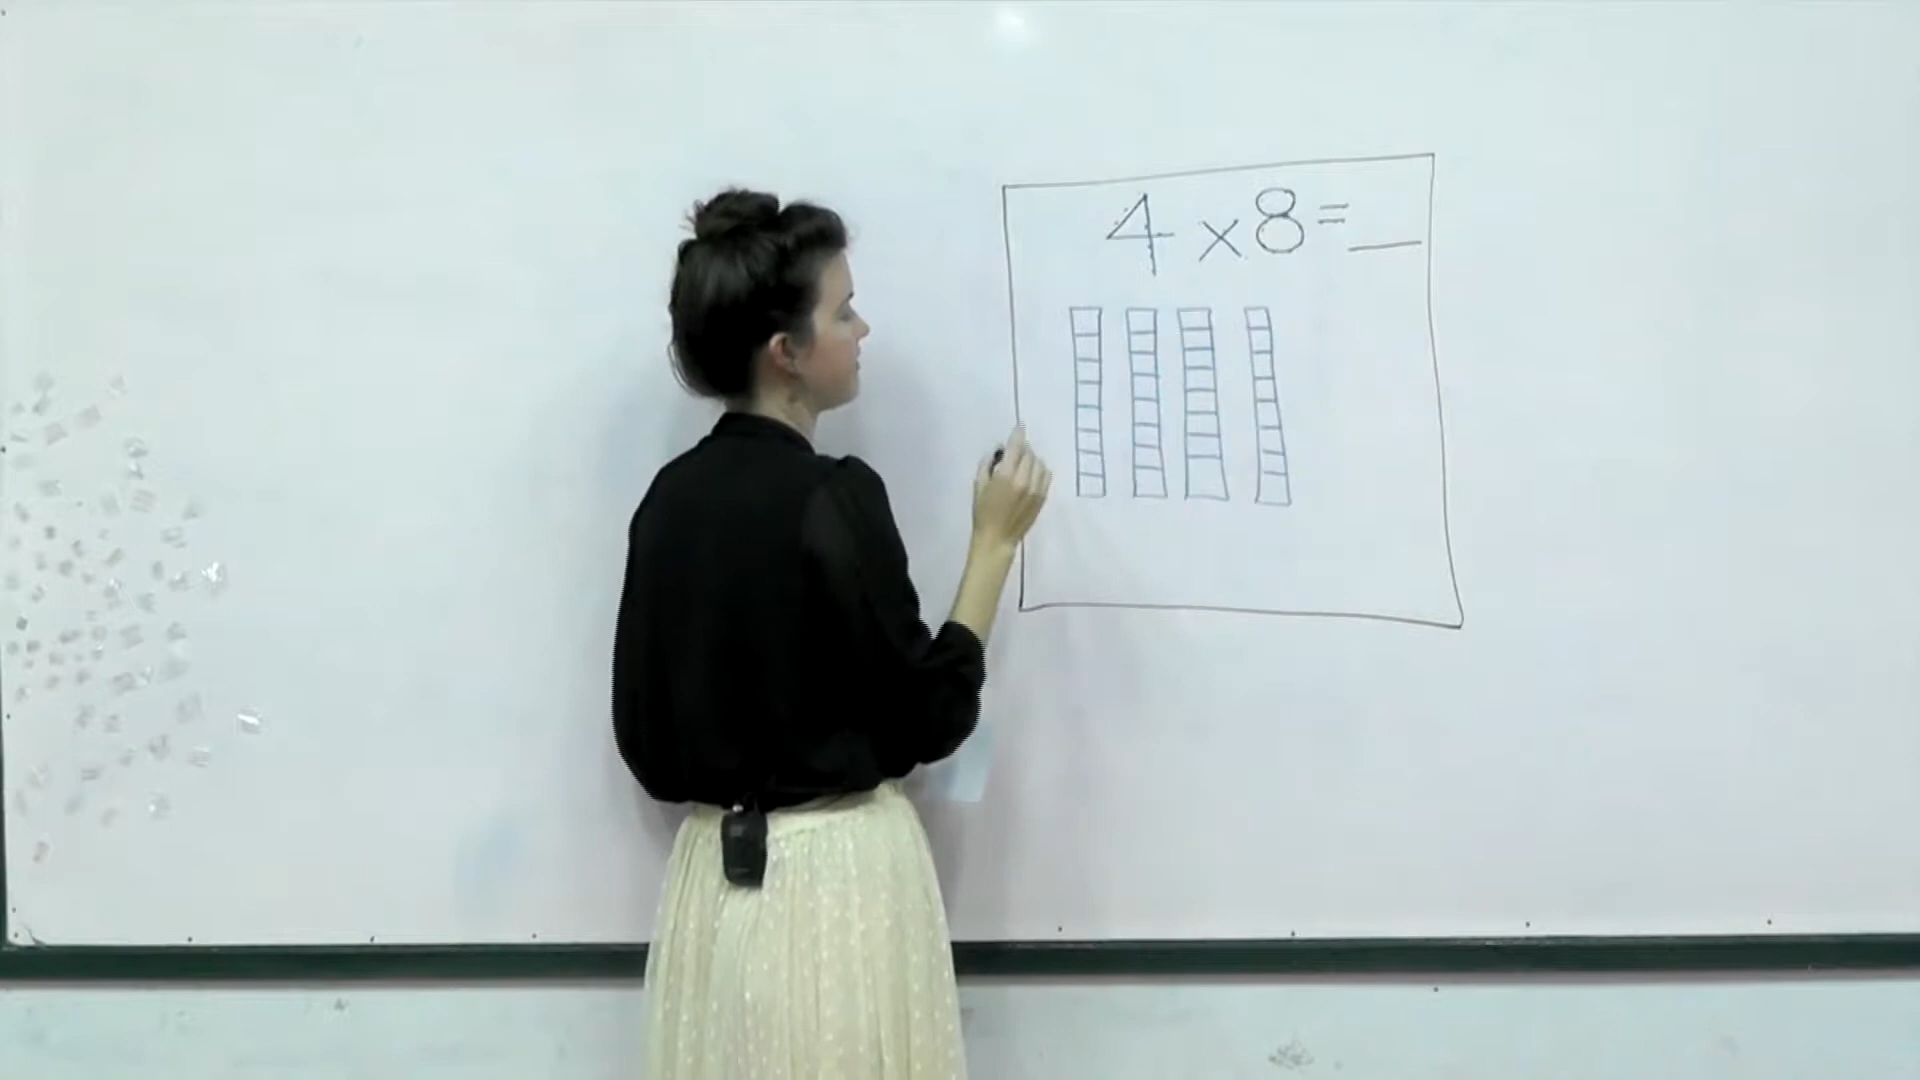 4 x 8 = __